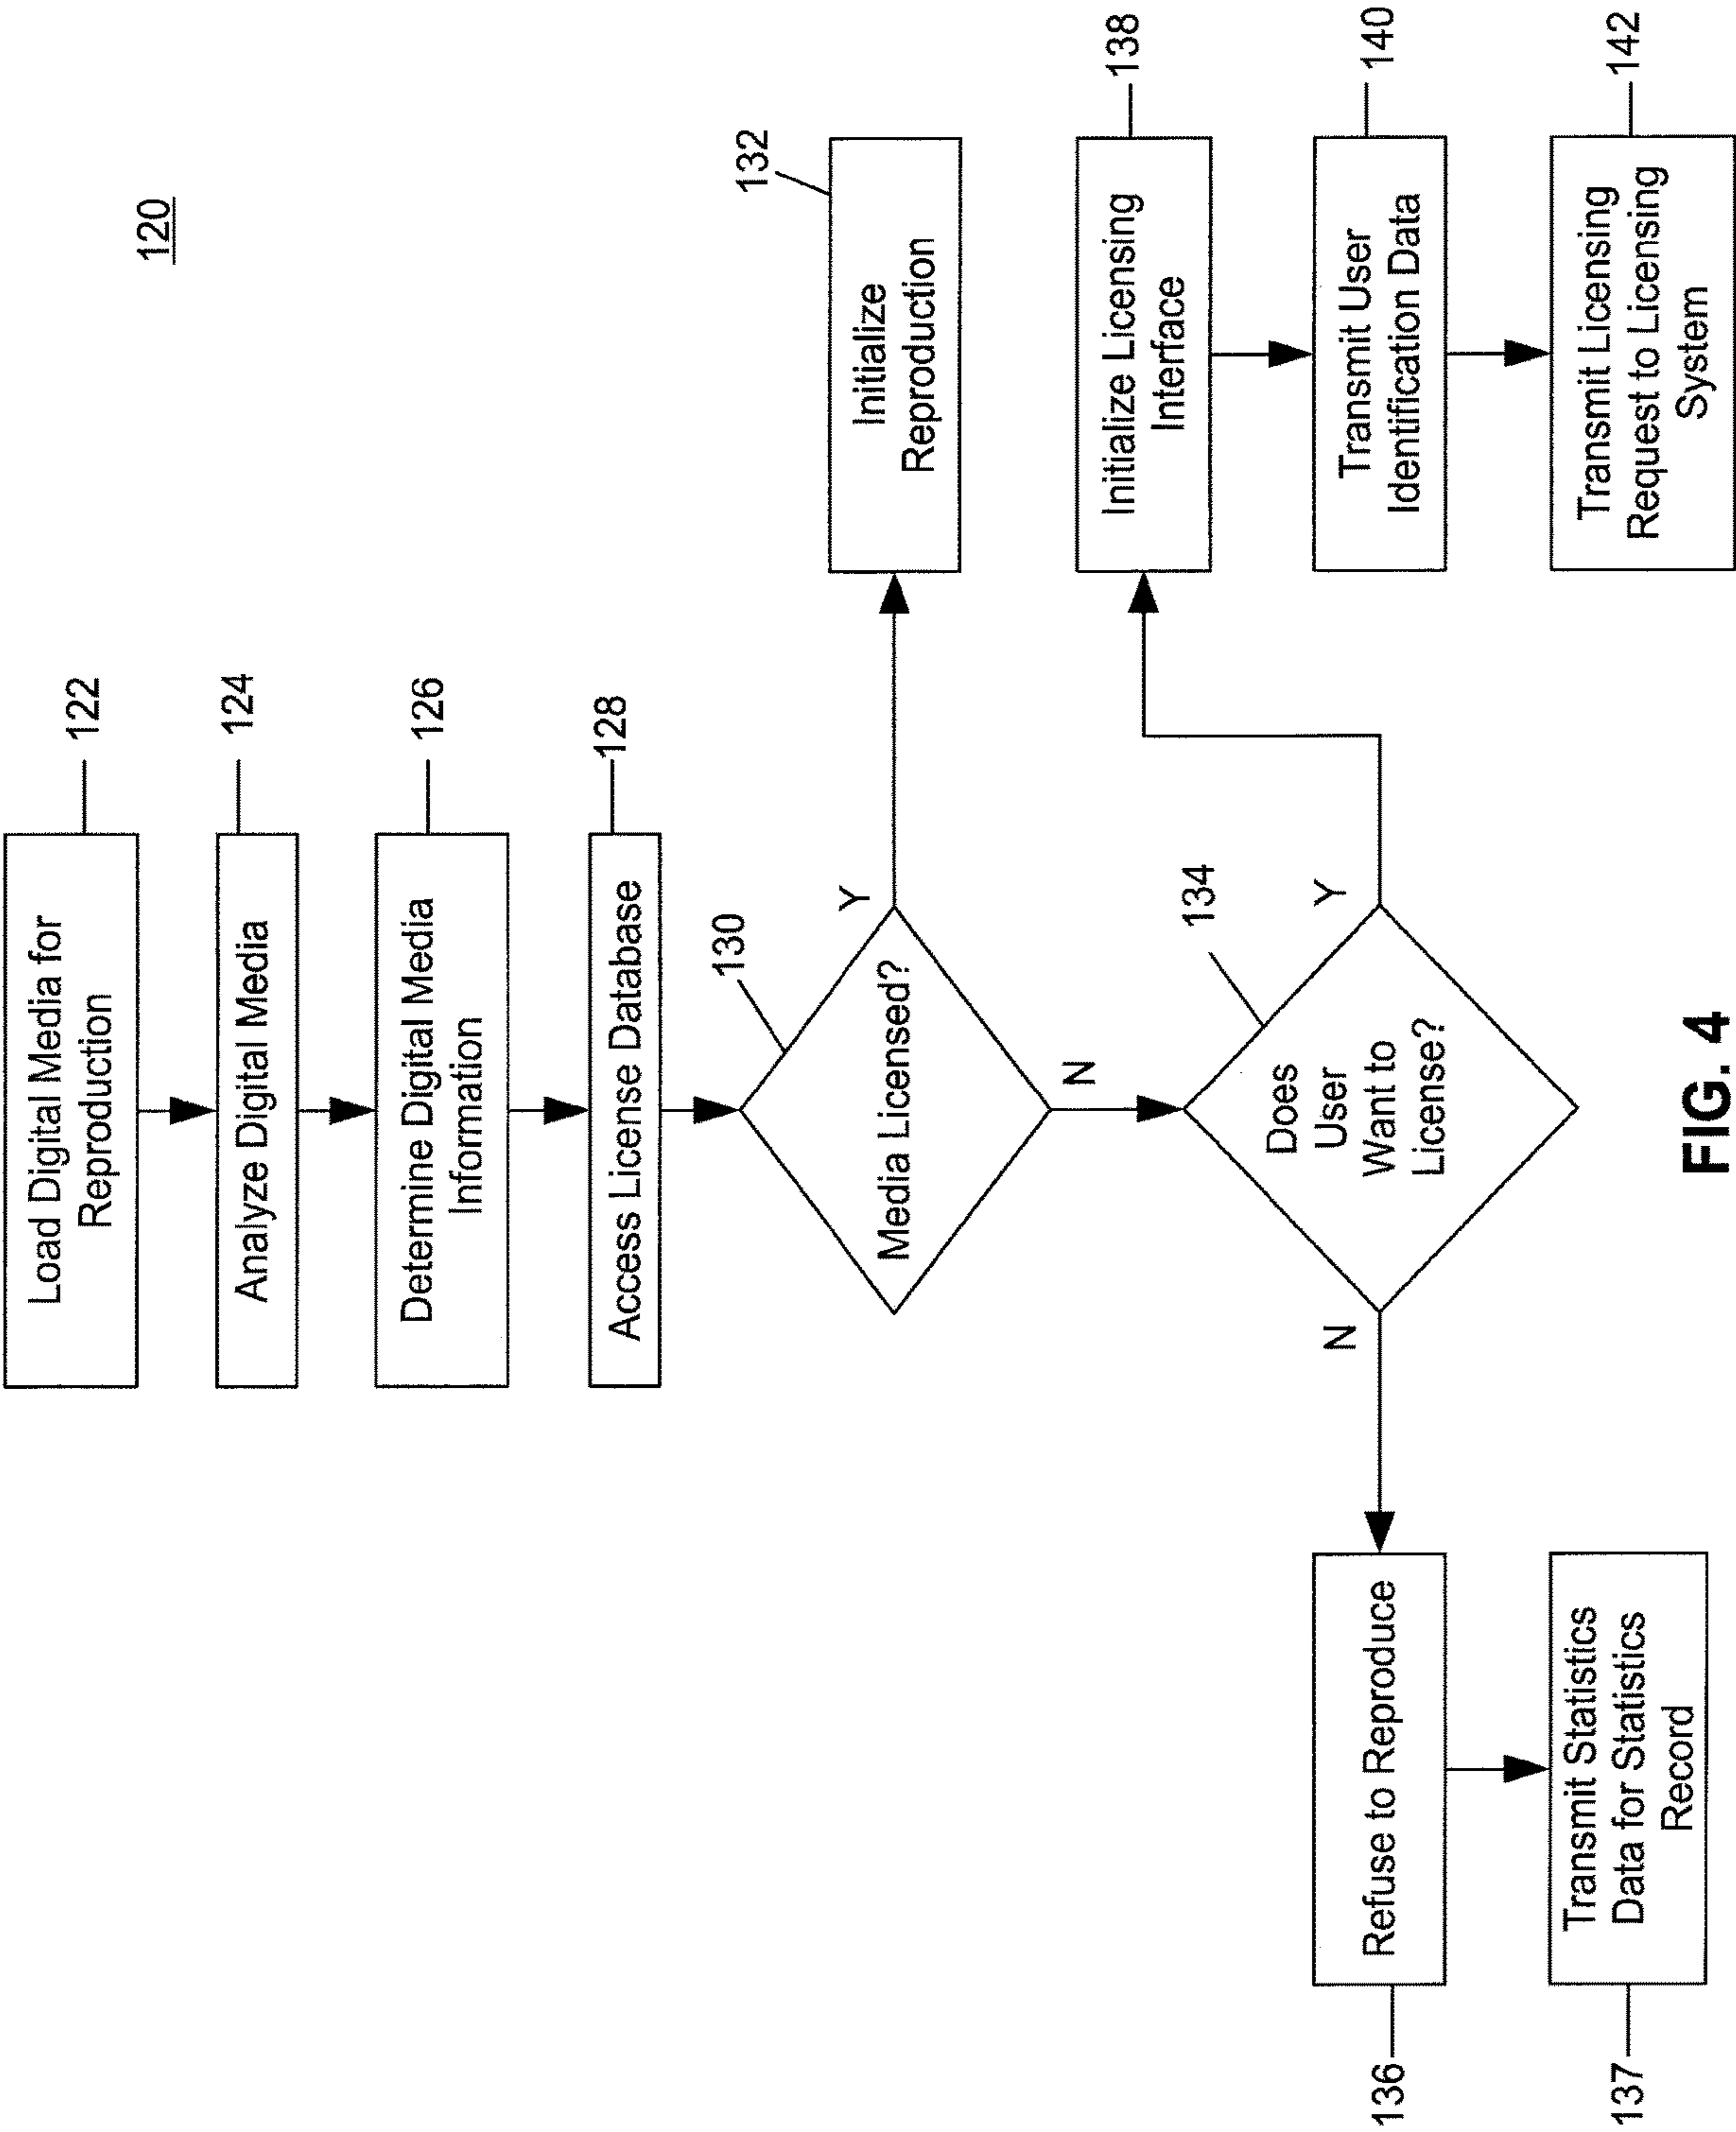 120
Load Digital Media for
Reproduction
122
Analyze Digital Media
124
Determine Digital Media
Information
126
Access License Database
128
130
Media Licensed?
Y
N
132
Initialize
Reproduction
134
Does
User
Want to
License?
Y
N
Initialize Licensing
Interface
138
Transmit User
Identification Data
140
Transmit Licensing
Request to Licensing
System
142
Refuse to Reproduce
136
Transmit Statistics
Data for Statistics
Record
137
FIG. 4